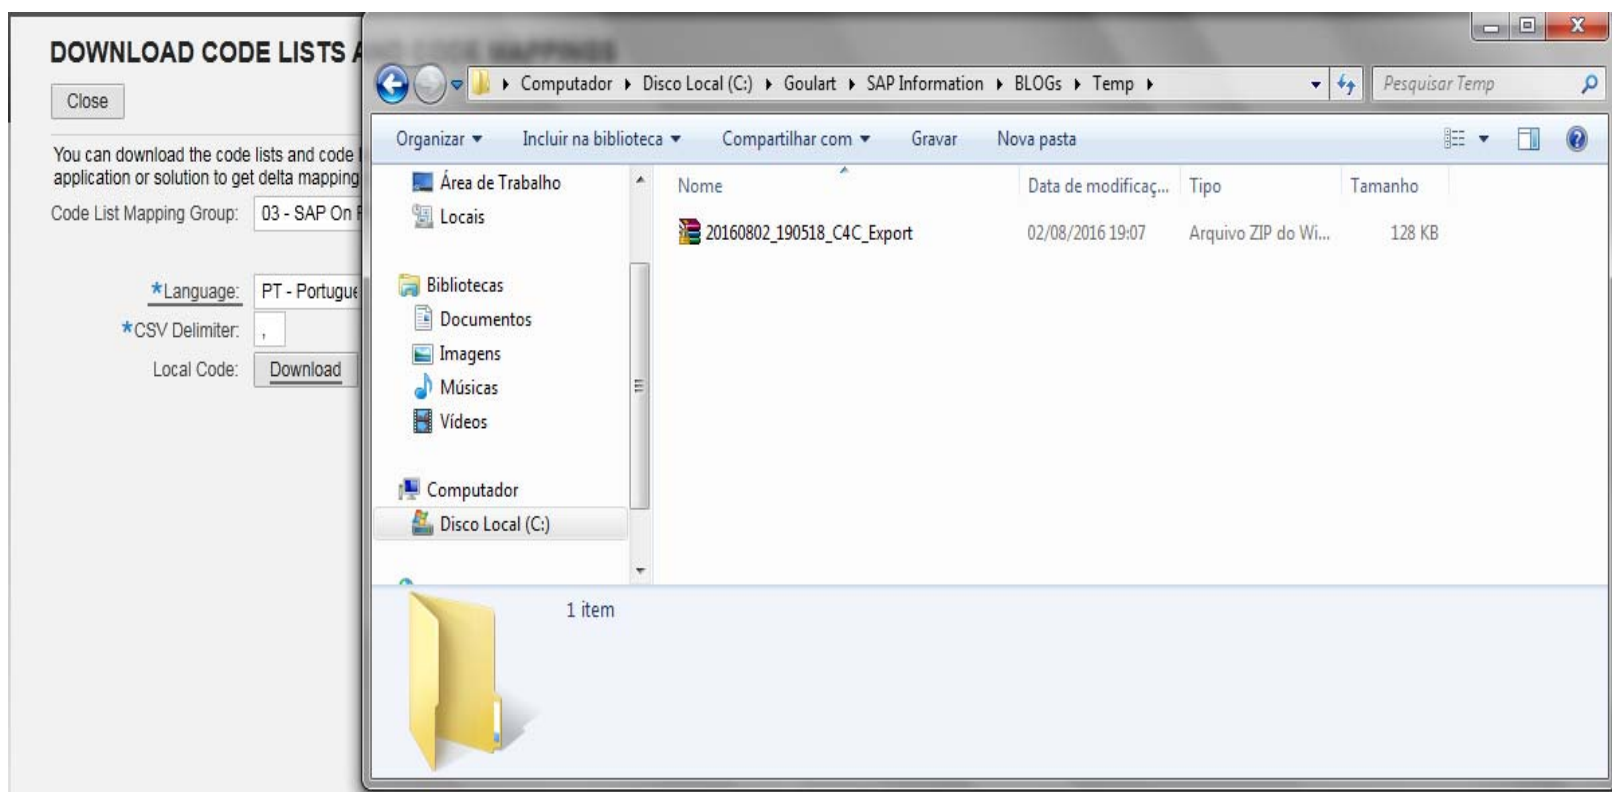 DOWNLOAD CODE LISTS AND CODE MAPPINGS
Close
You can download the code lists and code
application or solution to get delta mapping
Code List Mapping Group: 03 - SAP On
*Language: PT - Portugue
*CSV Delimiter: ,
Local Code: Download
Computador Disco Local (C:) Goulart SAP Information BLOGs Temp
Pesquisar Temp
Organizar Incluir na biblioteca Compartilhar com Gravar Nova pasta
Área de Trabalho
Locais
Bibliotecas
Documentos
Imagens
Músicas
Vídeos
Computador
Disco Local (C:)
Nome Data de modificaç... Tipo Tamanho
20160802_190518_C4C_Export 02/08/2016 19:07 Arquivo ZIP do Wi... 128 KB
1 item